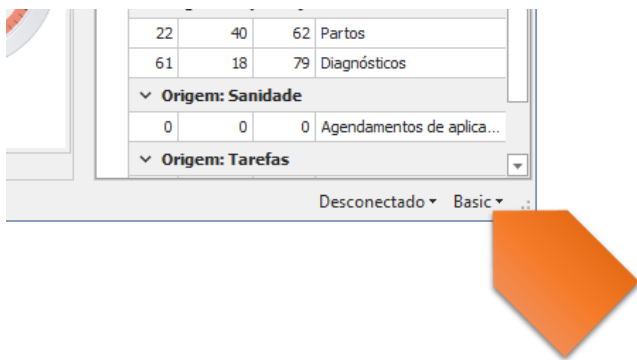 22 40 62 Partos
61 18 79 Diagnósticos
Origem: Sanidade
0 0 0 Agendamentos de aplica...
Origem: Tarefas
Desconectado Basic